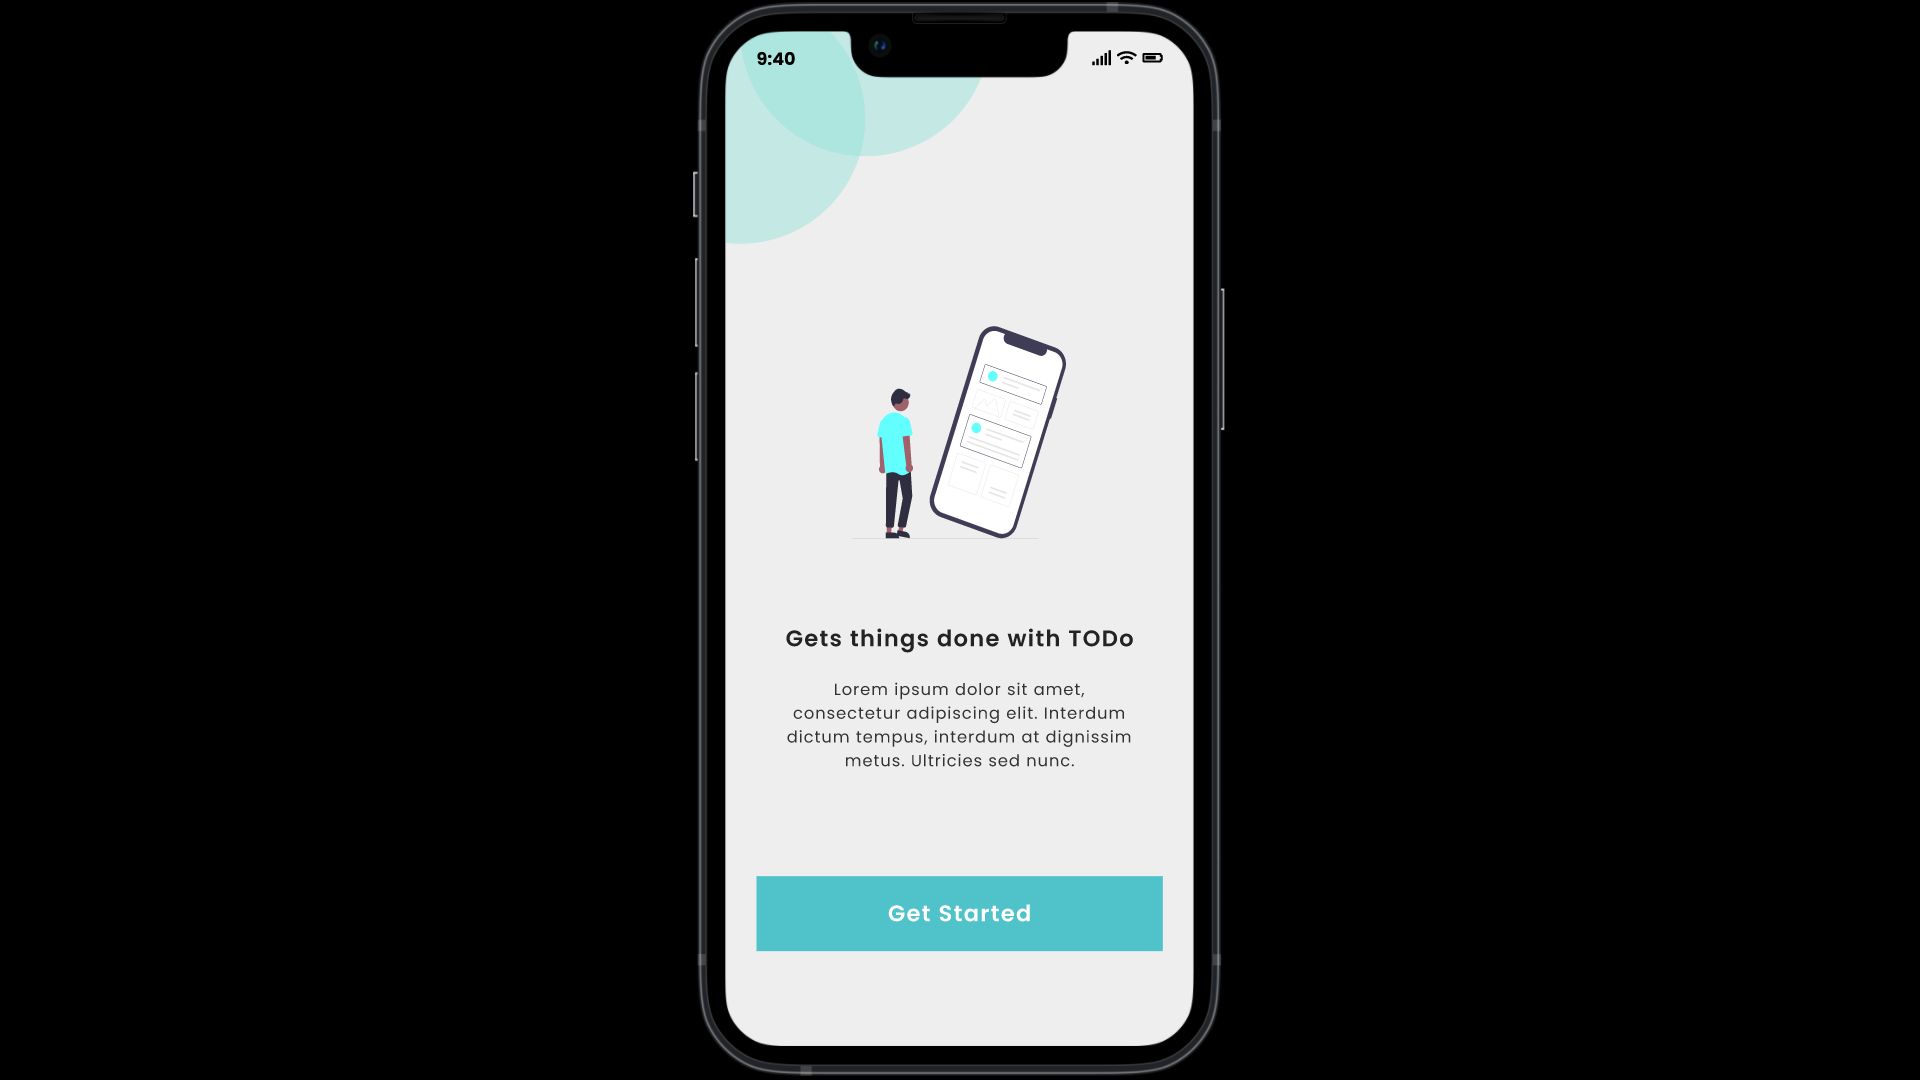 9:40
Gets things done with TODo
Lorem ipsum dolor sit amet,
consectetur adipiscing elit. Interdum
dictum tempus, interdum at dignissim
metus. Ultricies sed nunc.
Get Started